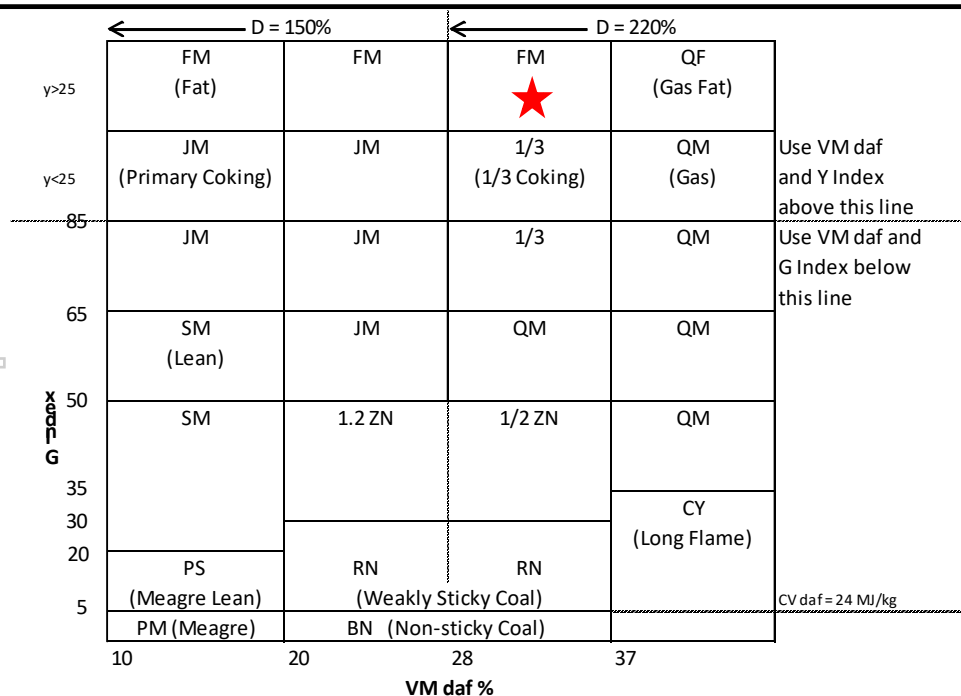 D = 150% D = 220%
FM FM FM QF
y>25 (Fat) (Gas Fat)
JM JM 1/3 QM Use VM daf
y<25 (Primary Coking) (1/3 Coking) (Gas) and Y Index
above this line
85
JM JM 1/3 QM Use VM daf and
G Index below
this line
65
SM JM QM QM
(Lean)
50
SM 1.2 ZN 1/2 ZN QM
G Index
35
CY
30
(Long Flame)
20
PS RN RN
(Meagre Lean) (Weakly Sticky Coal) CV daf = 24 MJ/kg
5
PM (Meagre) BN (Non-sticky Coal)
10 20 28 37
VM daf %